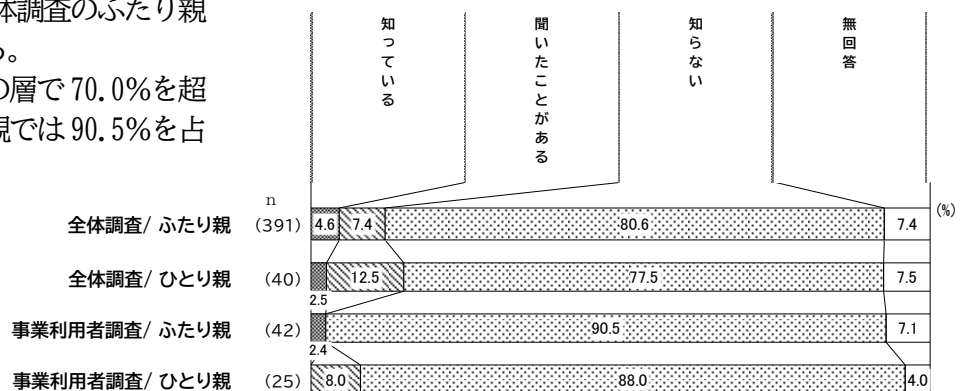 体調査のふたり親
る。
の層で 70.0%を超
親では 90.5%を占
知っている
聞いたことがある
知らない
無回答
n
(%)
全体調査/ ふたり親 (391) 4.6 7.4 80.6 7.4
全体調査/ ひとり親 (40) 12.5 77.5 7.5
2.5
事業利用者調査/ ふたり親 (42) 90.5 7.1
2.4
事業利用者調査/ ひとり親 (25) 8.0 88.0 4.0